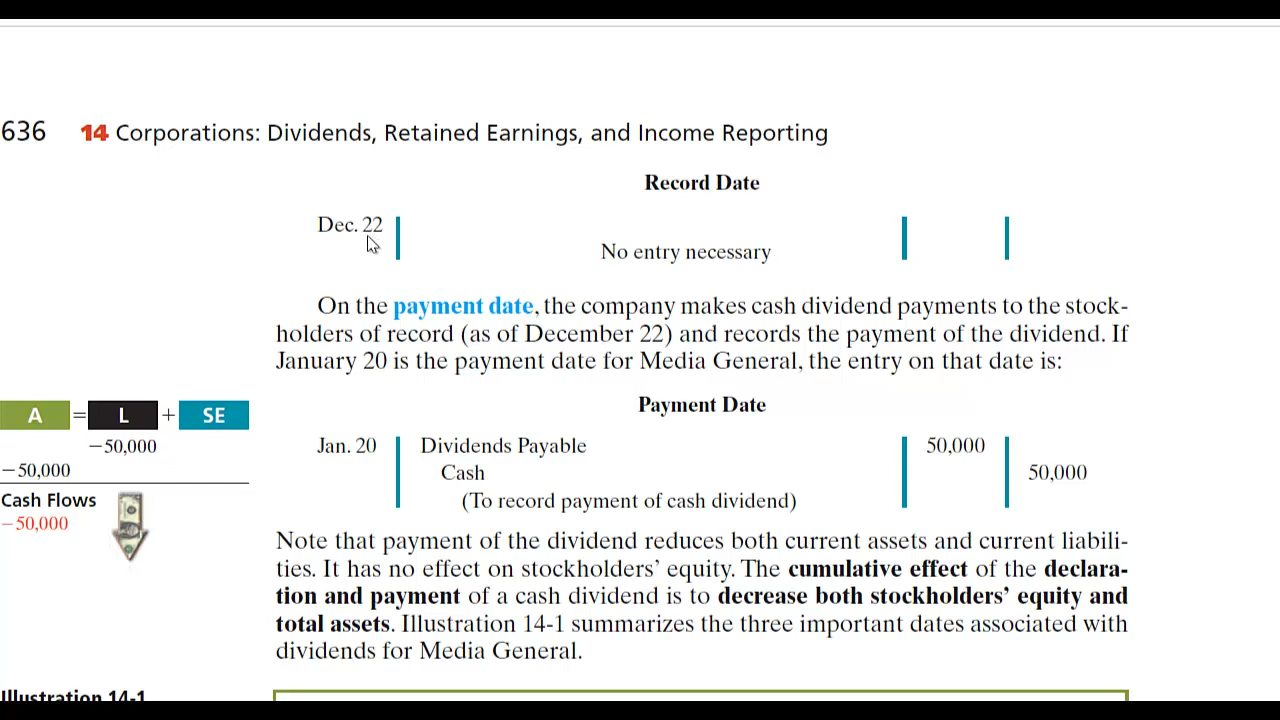 636 14 Corporations: Dividends, Retained Earnings, and Income Reporting
Record Date
Dec. 22
No entry necessary
On the payment date, the company makes cash dividend payments to the stock-
holders of record (as of December 22) and records the payment of the dividend. If
January 20 is the payment date for Media General, the entry on that date is:
A = L + SE
−50,000
−50,000
Cash Flows
−50,000
Payment Date
Jan. 20 Dividends Payable 50,000
Cash 50,000
(To record payment of cash dividend)
Note that payment of the dividend reduces both current assets and current liabili-
ties. It has no effect on stockholders’ equity. The cumulative effect of the declara-
tion and payment of a cash dividend is to decrease both stockholders’ equity and
total assets. Illustration 14-1 summarizes the three important dates associated with
dividends for Media General.
Illustration 14-1